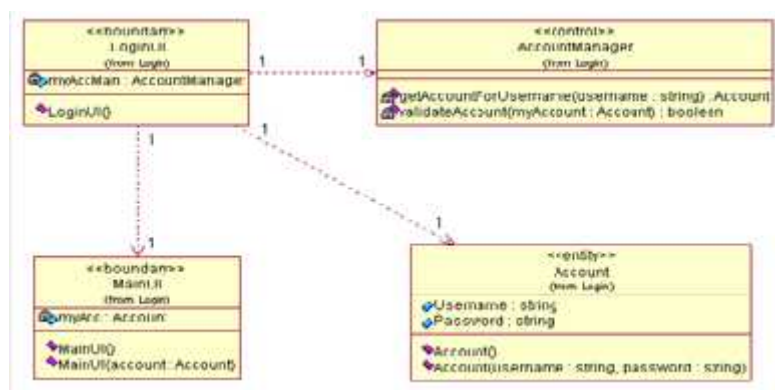 <<boundary>>
LoginUI
(from Login)
myAccMan : AccountManager
LoginUI()
<<control>>
AccountManager
(from Login)
getAccountForUsername(username : string) : Account
validateAccount(myAccount : Account) : boolean
1
1
1
1
1
1
<<boundary>>
MainUI
(from Login)
myAcc : Account
MainUI()
MainUI(account : Account)
<<entity>>
Account
(from Login)
Username : string
Password : string
Account()
Account(username : string, password : string)